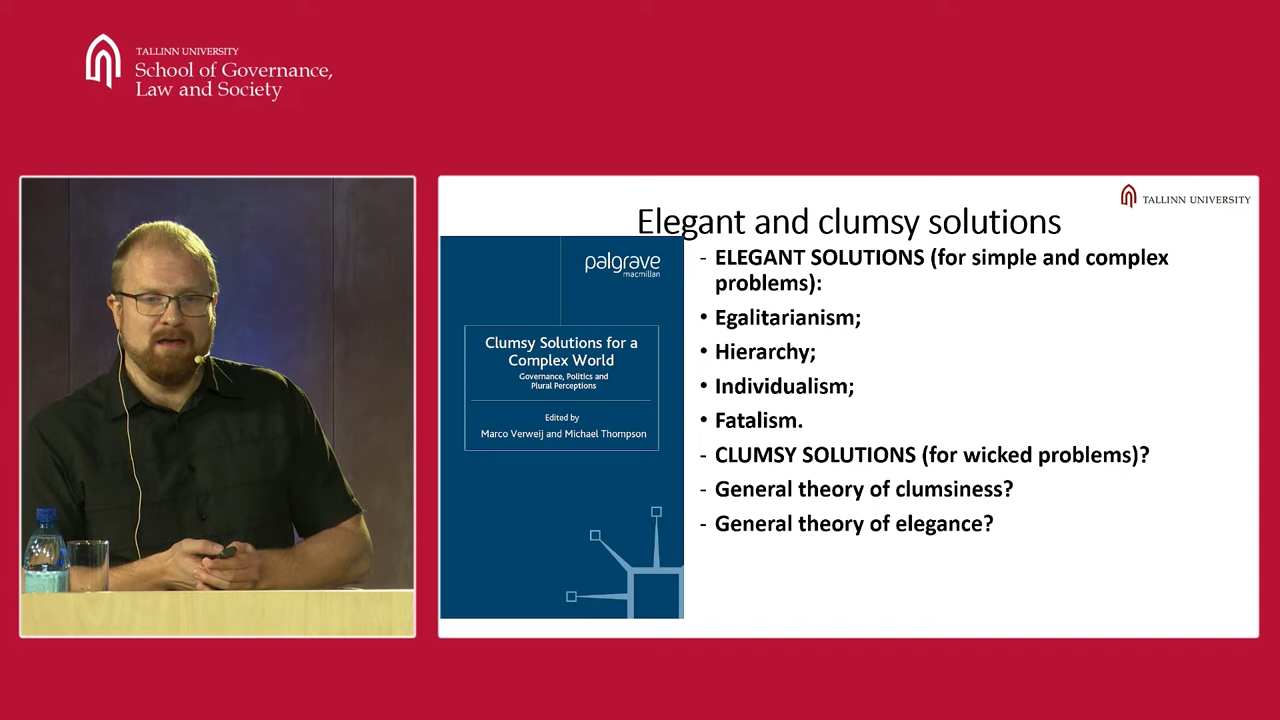 TALLINN UNIVERSITY
School of Governance,
Law and Society
TALLINN UNIVERSITY
Elegant and clumsy solutions
palgrave
macmillan
Clumsy Solutions for a
Complex World
Governance, Politics and
Plural Perceptions
Edited by
Marco Verweij and Michael Thompson
- ELEGANT SOLUTIONS (for simple and complex
problems):
• Egalitarianism;
• Hierarchy;
• Individualism;
• Fatalism.
- CLUMSY SOLUTIONS (for wicked problems)?
- General theory of clumsiness?
- General theory of elegance?